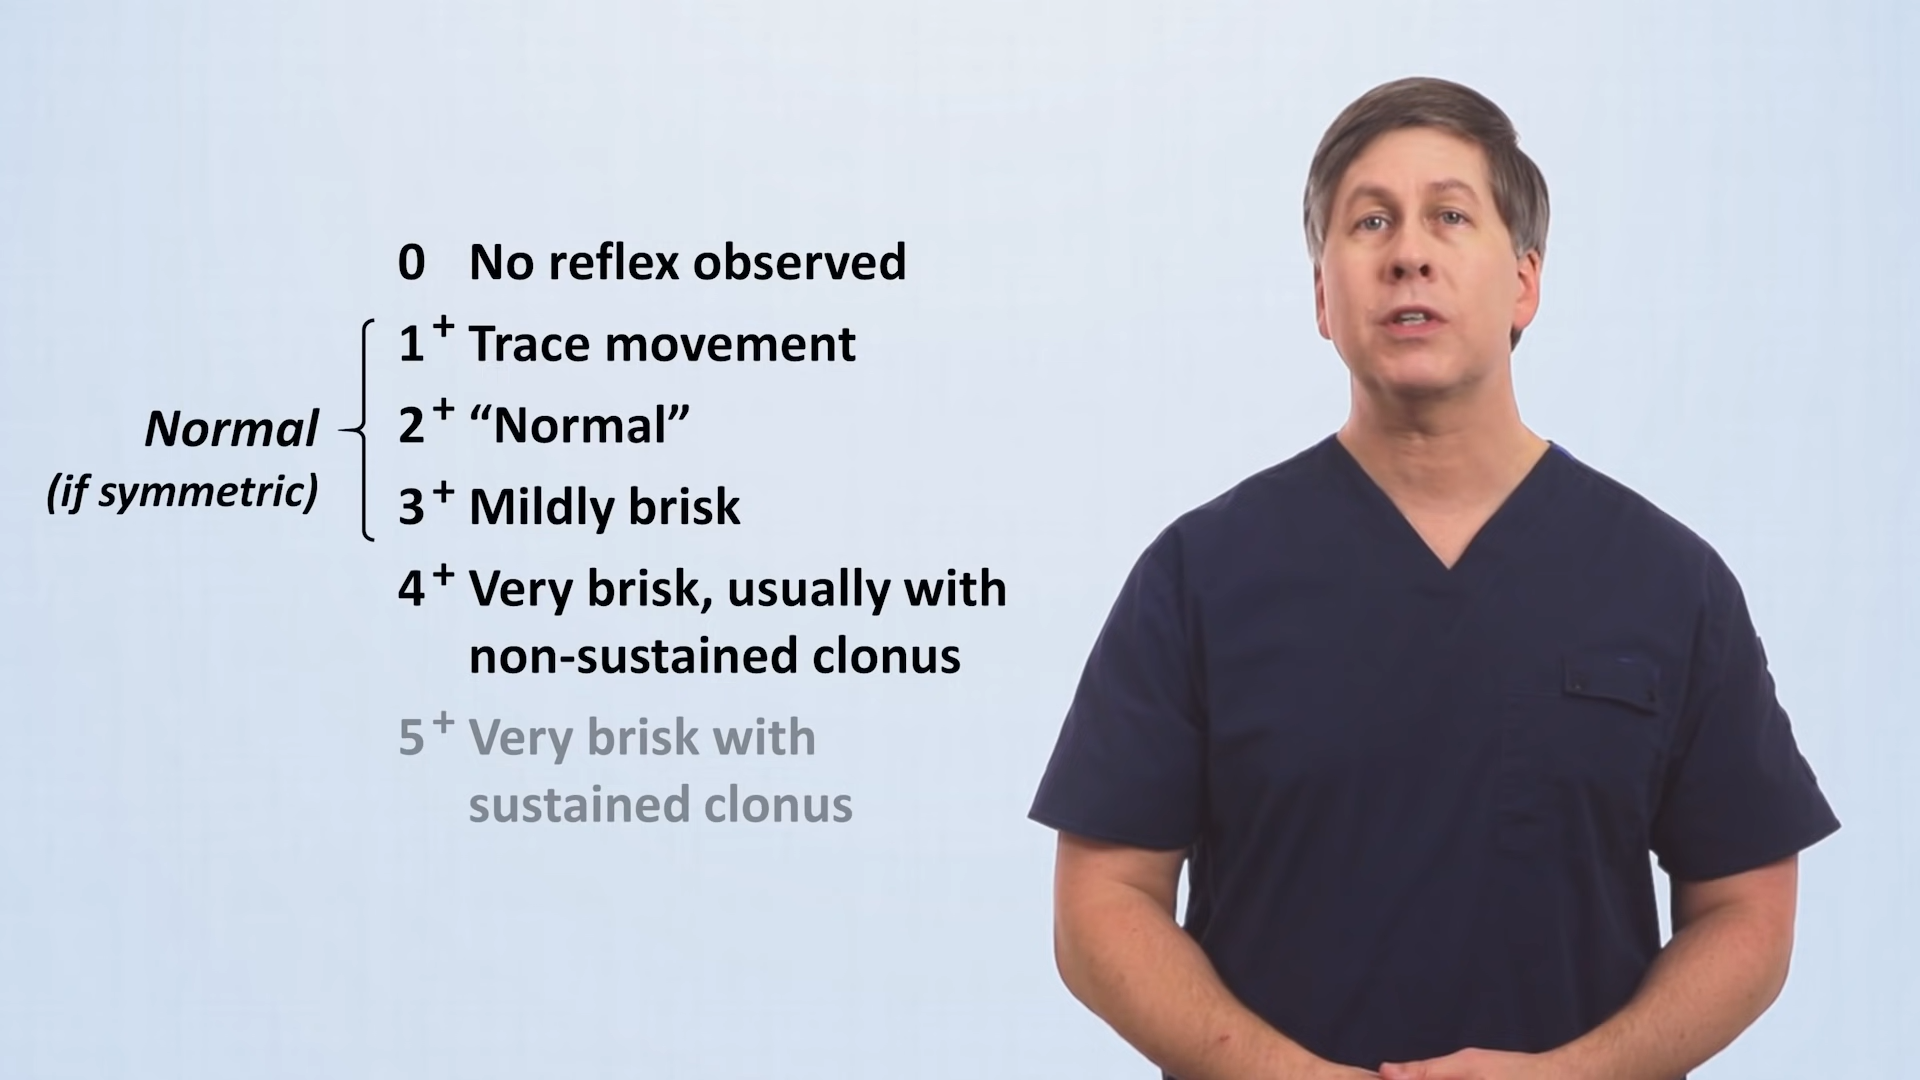 0 No reflex observed
1+ Trace movement
2+ “Normal”
3+ Mildly brisk
4+ Very brisk, usually with
non-sustained clonus
5+ Very brisk with
sustained clonus
Normal
(if symmetric)